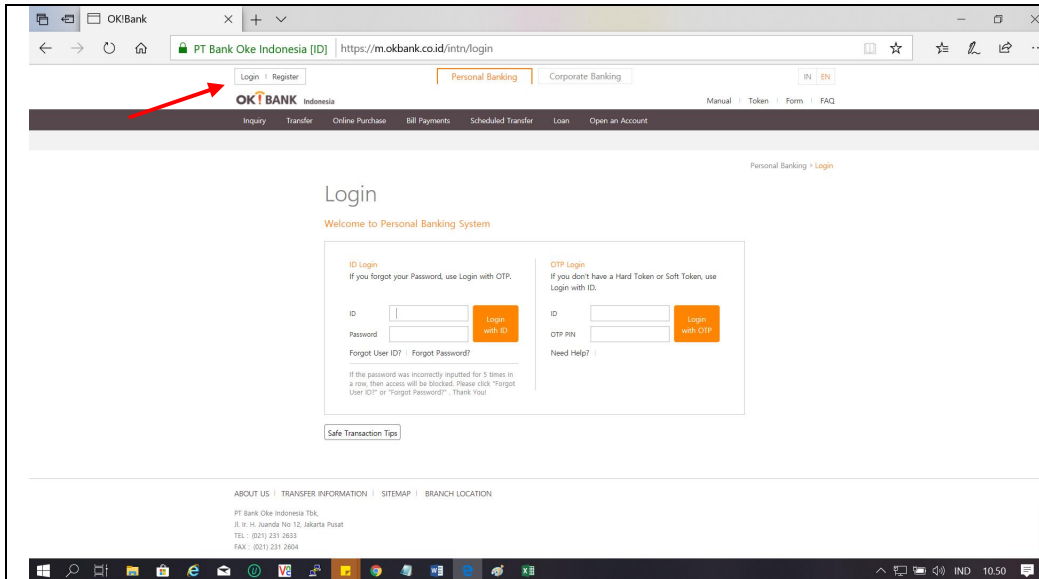 OK!Bank
PT Bank Oke Indonesia [ID] https://m.okbank.co.id/intn/login
Login Register Personal Banking Corporate Banking IN EN
OK!BANK Indonesia Manual Token Form FAQ
Inquiry Transfer Online Purchase Bill Payments Scheduled Transfer Loan Open an Account
Personal Banking > Login
Login
Welcome to Personal Banking System
ID Login
If you forgot your Password, use Login with OTP.
ID
Password
Login
with ID
Forgot User ID? Forgot Password?
If the password was incorrectly inputted for 5 times in
a row, then access will be blocked. Please click "Forgot
User ID?" or "Forgot Password?" . Thank You!
OTP Login
If you don't have a Hard Token or Soft Token, use
Login with ID.
ID
OTP PIN
Login
with OTP
Need Help?
Safe Transaction Tips
ABOUT US TRANSFER INFORMATION SITEMAP BRANCH LOCATION
PT Bank Oke Indonesia Tbk,
Jl. Ir. H. Juanda No 12, Jakarta Pusat
TEL : (021) 231 2633
FAX : (021) 231 2604
IND 10.50